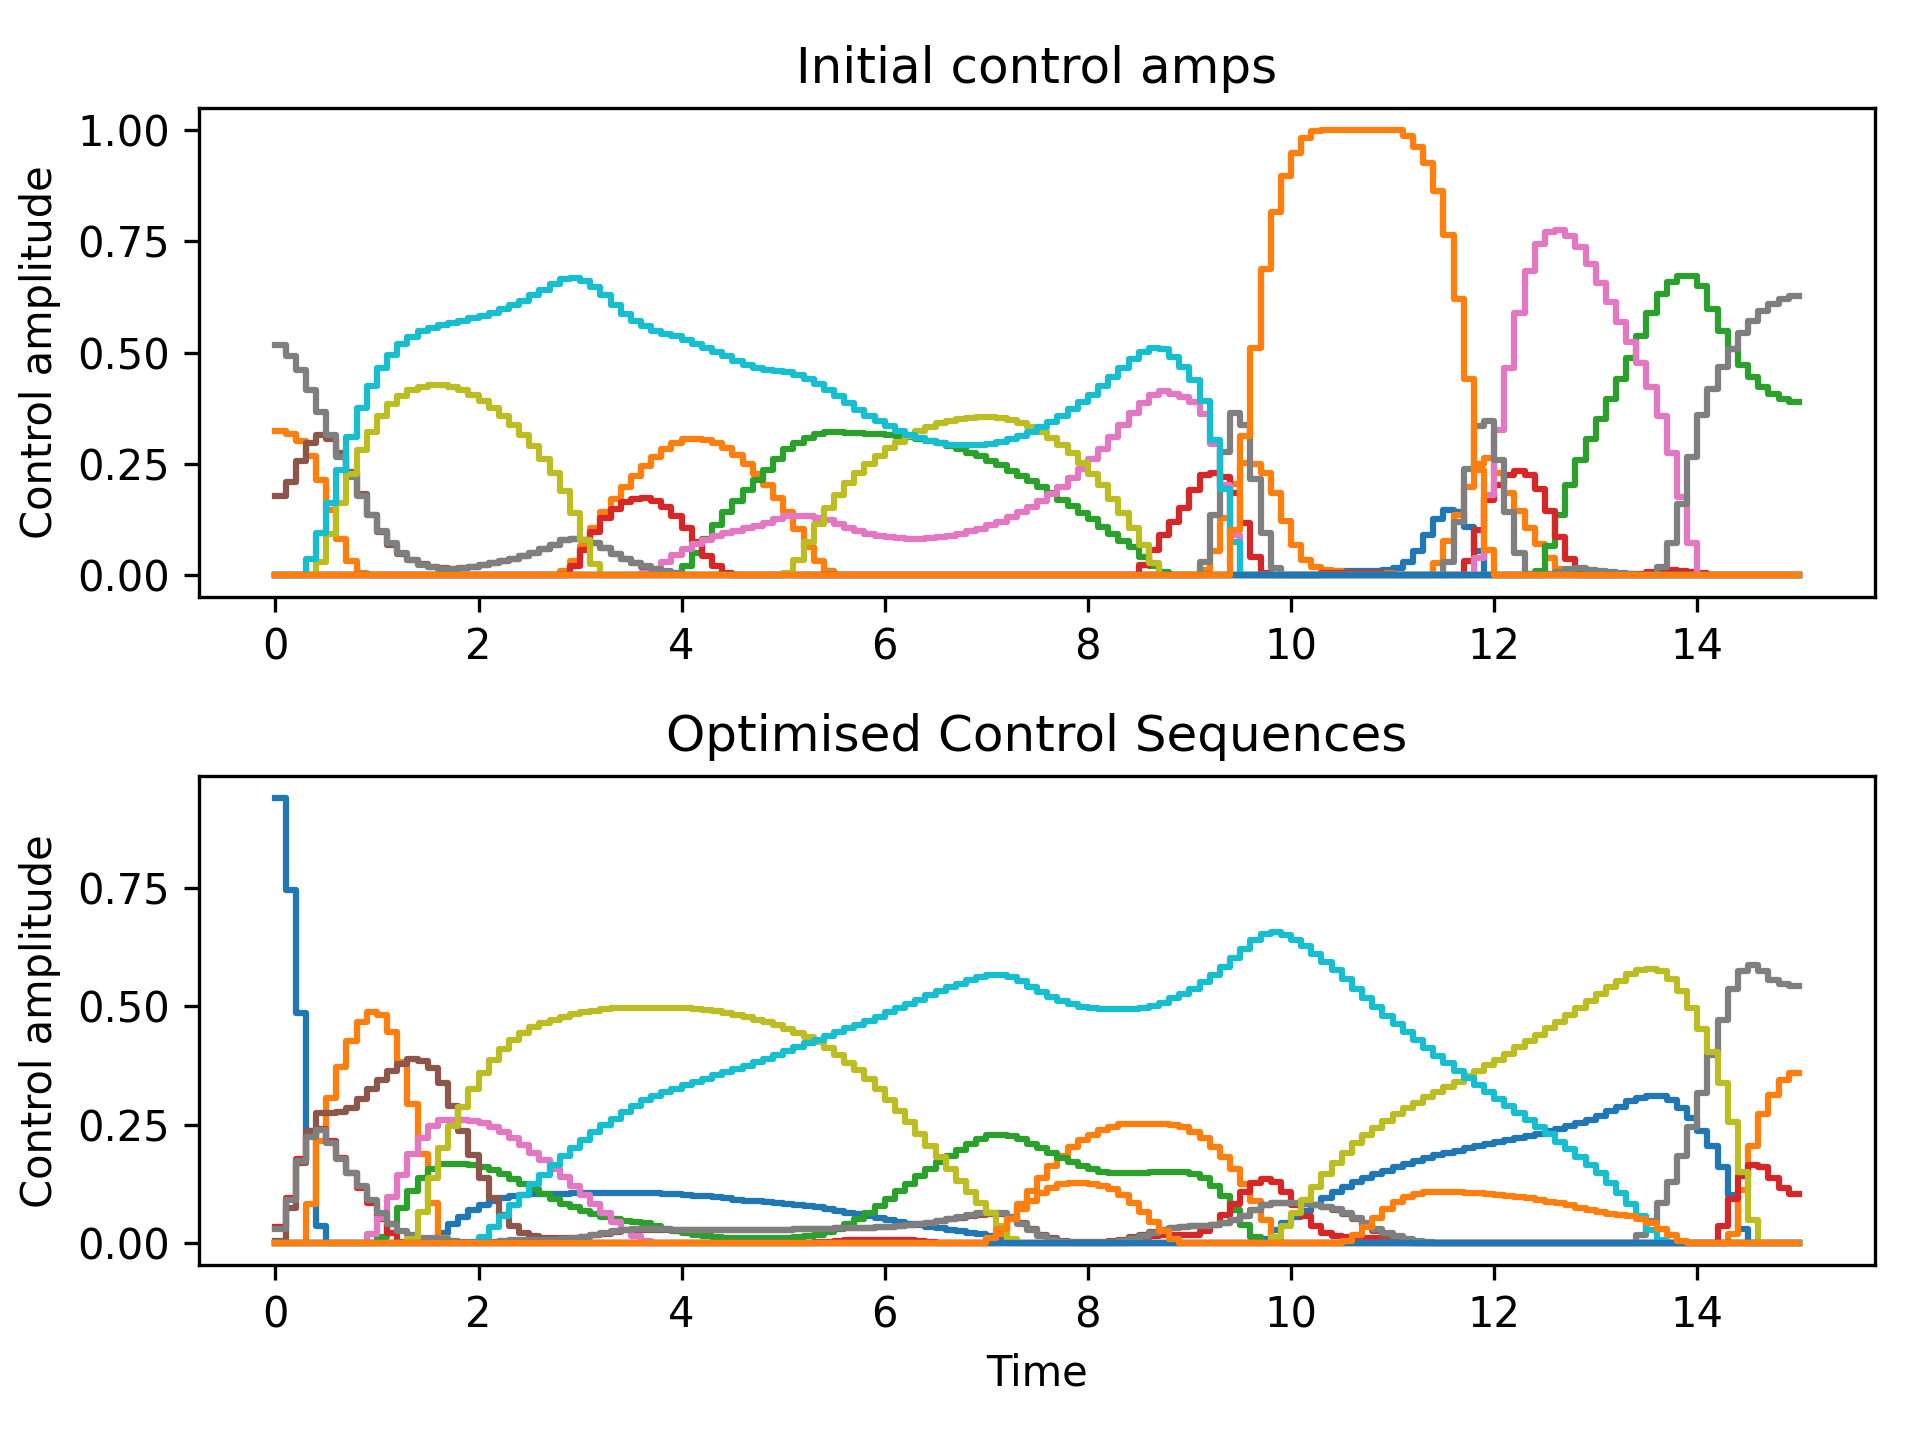 Initial control amps
Control amplitude
1.00
0.75
0.50
0.25
0.00
0 2 4 6 8 10 12 14
Optimised Control Sequences
Control amplitude
0.75
0.50
0.25
0.00
0 2 4 6 8 10 12 14
Time